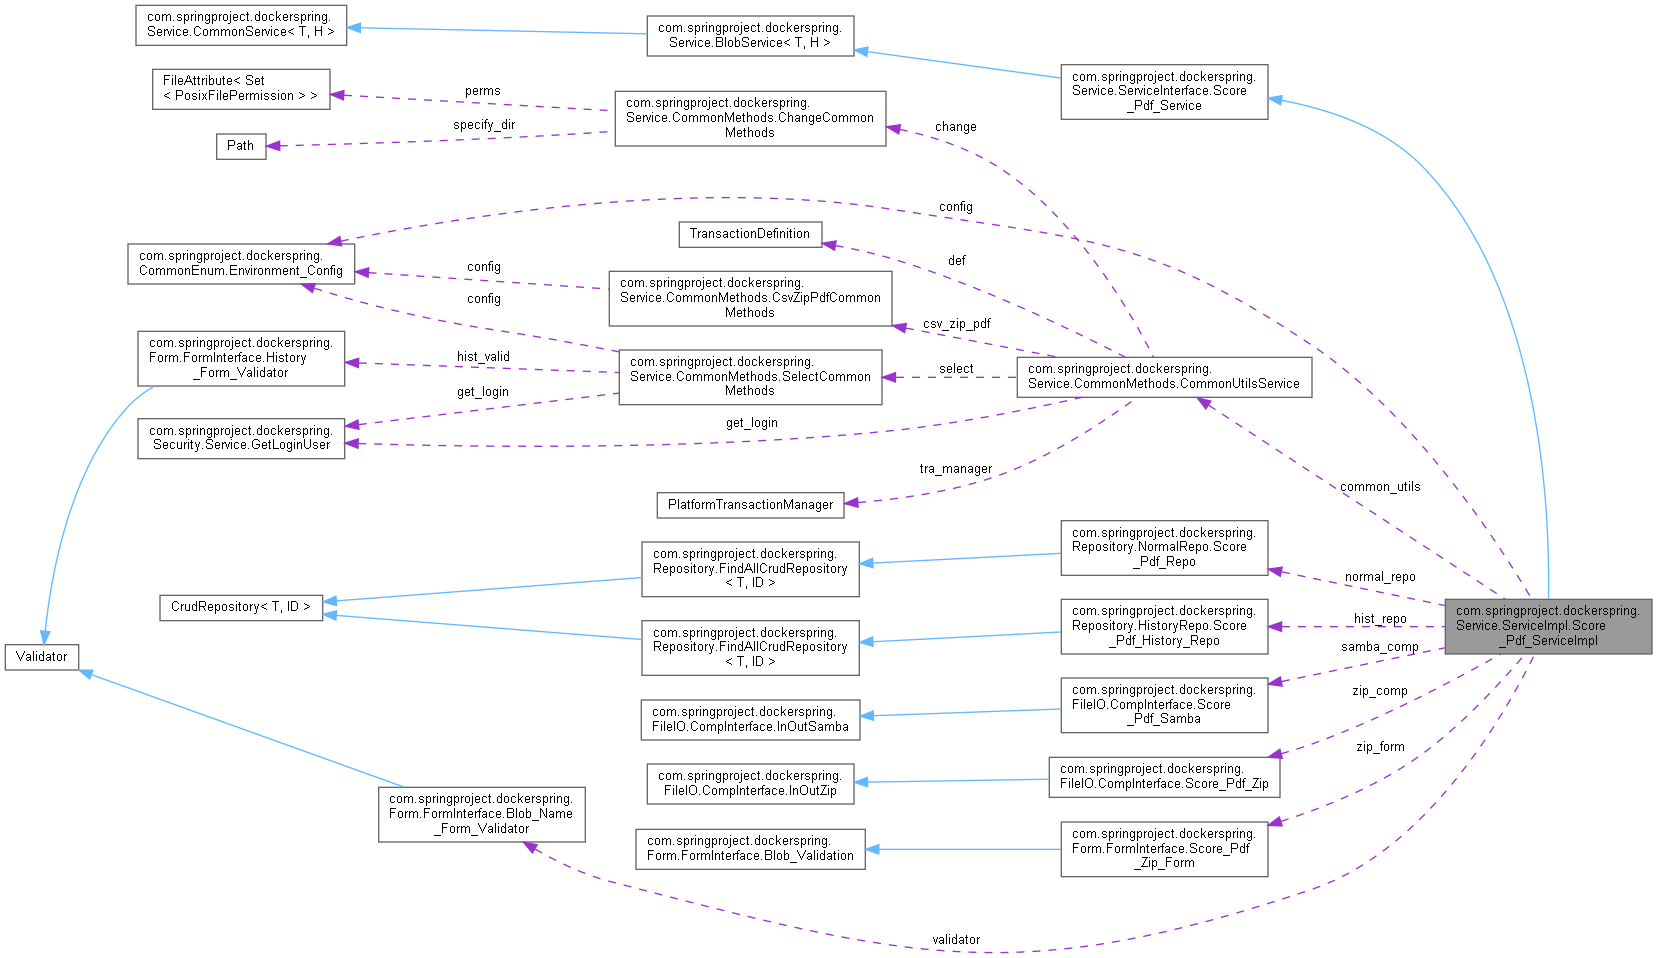 com.springproject.dockerspring.
Service.CommonService< T, H >
com.springproject.dockerspring.
Service.BlobService< T, H >
com.springproject.dockerspring.
Service.ServiceInterface.Score
_Pdf_Service
FileAttribute< Set
< PosixFilePermission > >
perms
com.springproject.dockerspring.
Service.CommonMethods.ChangeCommon
Methods
specify_dir
Path
change
config
TransactionDefinition
def
com.springproject.dockerspring.
CommonEnum.Environment_Config
config
com.springproject.dockerspring.
Service.CommonMethods.CsvZipPdfCommon
Methods
config
csv_zip_pdf
com.springproject.dockerspring.
Form.FormInterface.History
_Form_Validator
hist_valid
com.springproject.dockerspring.
Service.CommonMethods.SelectCommon
Methods
select
com.springproject.dockerspring.
Service.CommonMethods.CommonUtilsService
get_login
com.springproject.dockerspring.
Security.Service.GetLoginUser
get_login
tra_manager
PlatformTransactionManager
common_utils
com.springproject.dockerspring.
Repository.FindAllCrudRepository
< T, ID >
com.springproject.dockerspring.
Repository.NormalRepo.Score
_Pdf_Repo
normal_repo
CrudRepository< T, ID >
com.springproject.dockerspring.
Repository.FindAllCrudRepository
< T, ID >
com.springproject.dockerspring.
Repository.HistoryRepo.Score
_Pdf_History_Repo
hist_repo
com.springproject.dockerspring.
Service.ServiceImpl.Score
_Pdf_ServiceImpl
Validator
samba_comp
com.springproject.dockerspring.
FileIO.CompInterface.InOutSamba
com.springproject.dockerspring.
FileIO.CompInterface.Score
_Pdf_Samba
zip_comp
zip_form
com.springproject.dockerspring.
FileIO.CompInterface.InOutZip
com.springproject.dockerspring.
FileIO.CompInterface.Score_Pdf_Zip
com.springproject.dockerspring.
Form.FormInterface.Blob_Name
_Form_Validator
com.springproject.dockerspring.
Form.FormInterface.Blob_Validation
com.springproject.dockerspring.
Form.FormInterface.Score_Pdf
_Zip_Form
validator